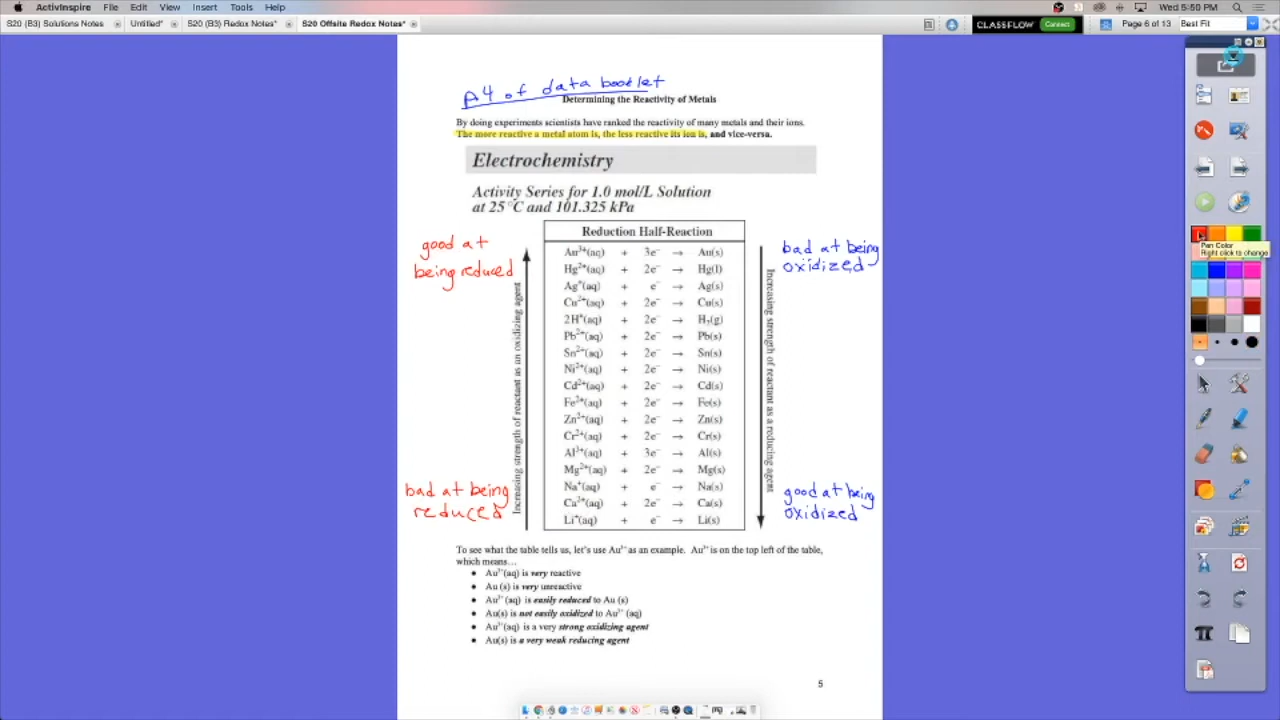 ActivInspire File Edit View Insert Tools Help
Wed 5:50 PM
S20 (B3) Solutions Notes
Untitled*
S20 (B3) Redox Notes*
S20 Offsite Redox Notes*
CLASSFLOW Connect
Page 6 of 13
Best Fit
P4 of data booklet
Determining the Reactivity of Metals
By doing experiments scientists have ranked the reactivity of many metals and their ions.
The more reactive a metal atom is, the less reactive its ion is, and vice-versa.
Electrochemistry
Activity Series for 1.0 mol/L Solution
at 25°C and 101.325 kPa
Reduction Half-Reaction
Au³⁺(aq) + 3e⁻ → Au(s)
Hg²⁺(aq) + 2e⁻ → Hg(l)
Ag⁺(aq) + e⁻ → Ag(s)
Cu²⁺(aq) + 2e⁻ → Cu(s)
2H⁺(aq) + 2e⁻ → H₂(g)
Pb²⁺(aq) + 2e⁻ → Pb(s)
Sn²⁺(aq) + 2e⁻ → Sn(s)
Ni²⁺(aq) + 2e⁻ → Ni(s)
Cd²⁺(aq) + 2e⁻ → Cd(s)
Fe²⁺(aq) + 2e⁻ → Fe(s)
Zn²⁺(aq) + 2e⁻ → Zn(s)
Cr²⁺(aq) + 2e⁻ → Cr(s)
Al³⁺(aq) + 3e⁻ → Al(s)
Mg²⁺(aq) + 2e⁻ → Mg(s)
Na⁺(aq) + e⁻ → Na(s)
Ca²⁺(aq) + 2e⁻ → Ca(s)
Li⁺(aq) + e⁻ → Li(s)
good at
being reduced
bad at being
reduced
Increasing strength of reactant as an oxidizing agent
bad at being
oxidized
good at being
oxidized
Increasing strength of reactant as a reducing agent
Pen Color
Right click to change
To see what the table tells us, let's use Au³⁺ as an example. Au³⁺ is on the top left of the table,
which means…
• Au³⁺(aq) is very reactive
• Au (s) is very unreactive
• Au³⁺ (aq) is easily reduced to Au (s)
• Au(s) is not easily oxidized to Au³⁺ (aq)
• Au³⁺(aq) is a very strong oxidizing agent
• Au(s) is a very weak reducing agent
5